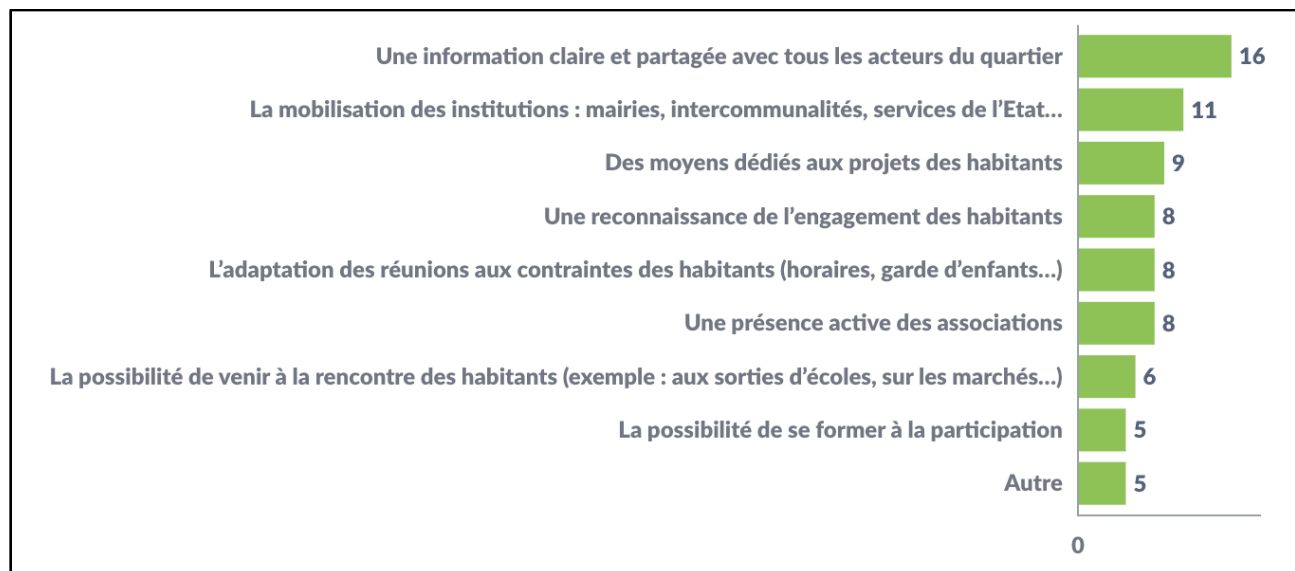 Une information claire et partagée avec tous les acteurs du quartier 16
La mobilisation des institutions : mairies, intercommunalités, services de l’Etat... 11
Des moyens dédiés aux projets des habitants 9
Une reconnaissance de l’engagement des habitants 8
L’adaptation des réunions aux contraintes des habitants (horaires, garde d’enfants...) 8
Une présence active des associations 8
La possibilité de venir à la rencontre des habitants (exemple : aux sorties d’écoles, sur les marchés...) 6
La possibilité de se former à la participation 5
Autre 5
0